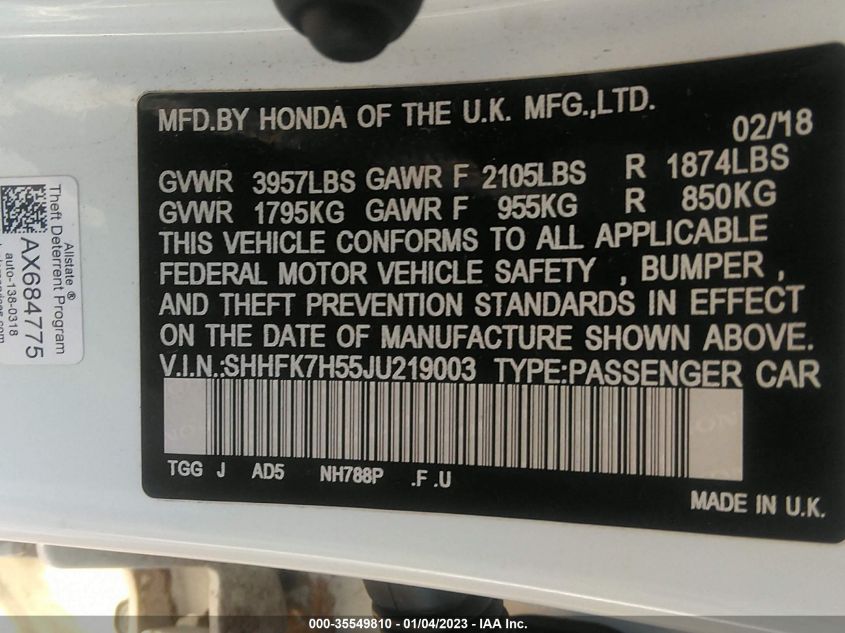 MFD.BY HONDA OF THE U.K. MFG.,LTD.
02/'18
GVWR 3957LBS GAWR F 2105LBS R 1874LBS
GVWR 1795KG GAWR F 955KG R 850KG
THIS VEHICLE CONFORMS TO ALL APPLICABLE
FEDERAL MOTOR VEHICLE SAFETY , BUMPER ,
AND THEFT PREVENTION STANDARDS IN EFFECT
ON THE DATE OF MANUFACTURE SHOWN ABOVE.
V.I.N.:SHHFK7H55JU219003 TYPE:PASSENGER CAR
TGG J AD5 NH788P .F .U
MADE IN U.K.
Allstate ®
Theft Deterrent Program
AX684775
auto-138-0318
000-35549810 - 01/04/2023 - IAA Inc.